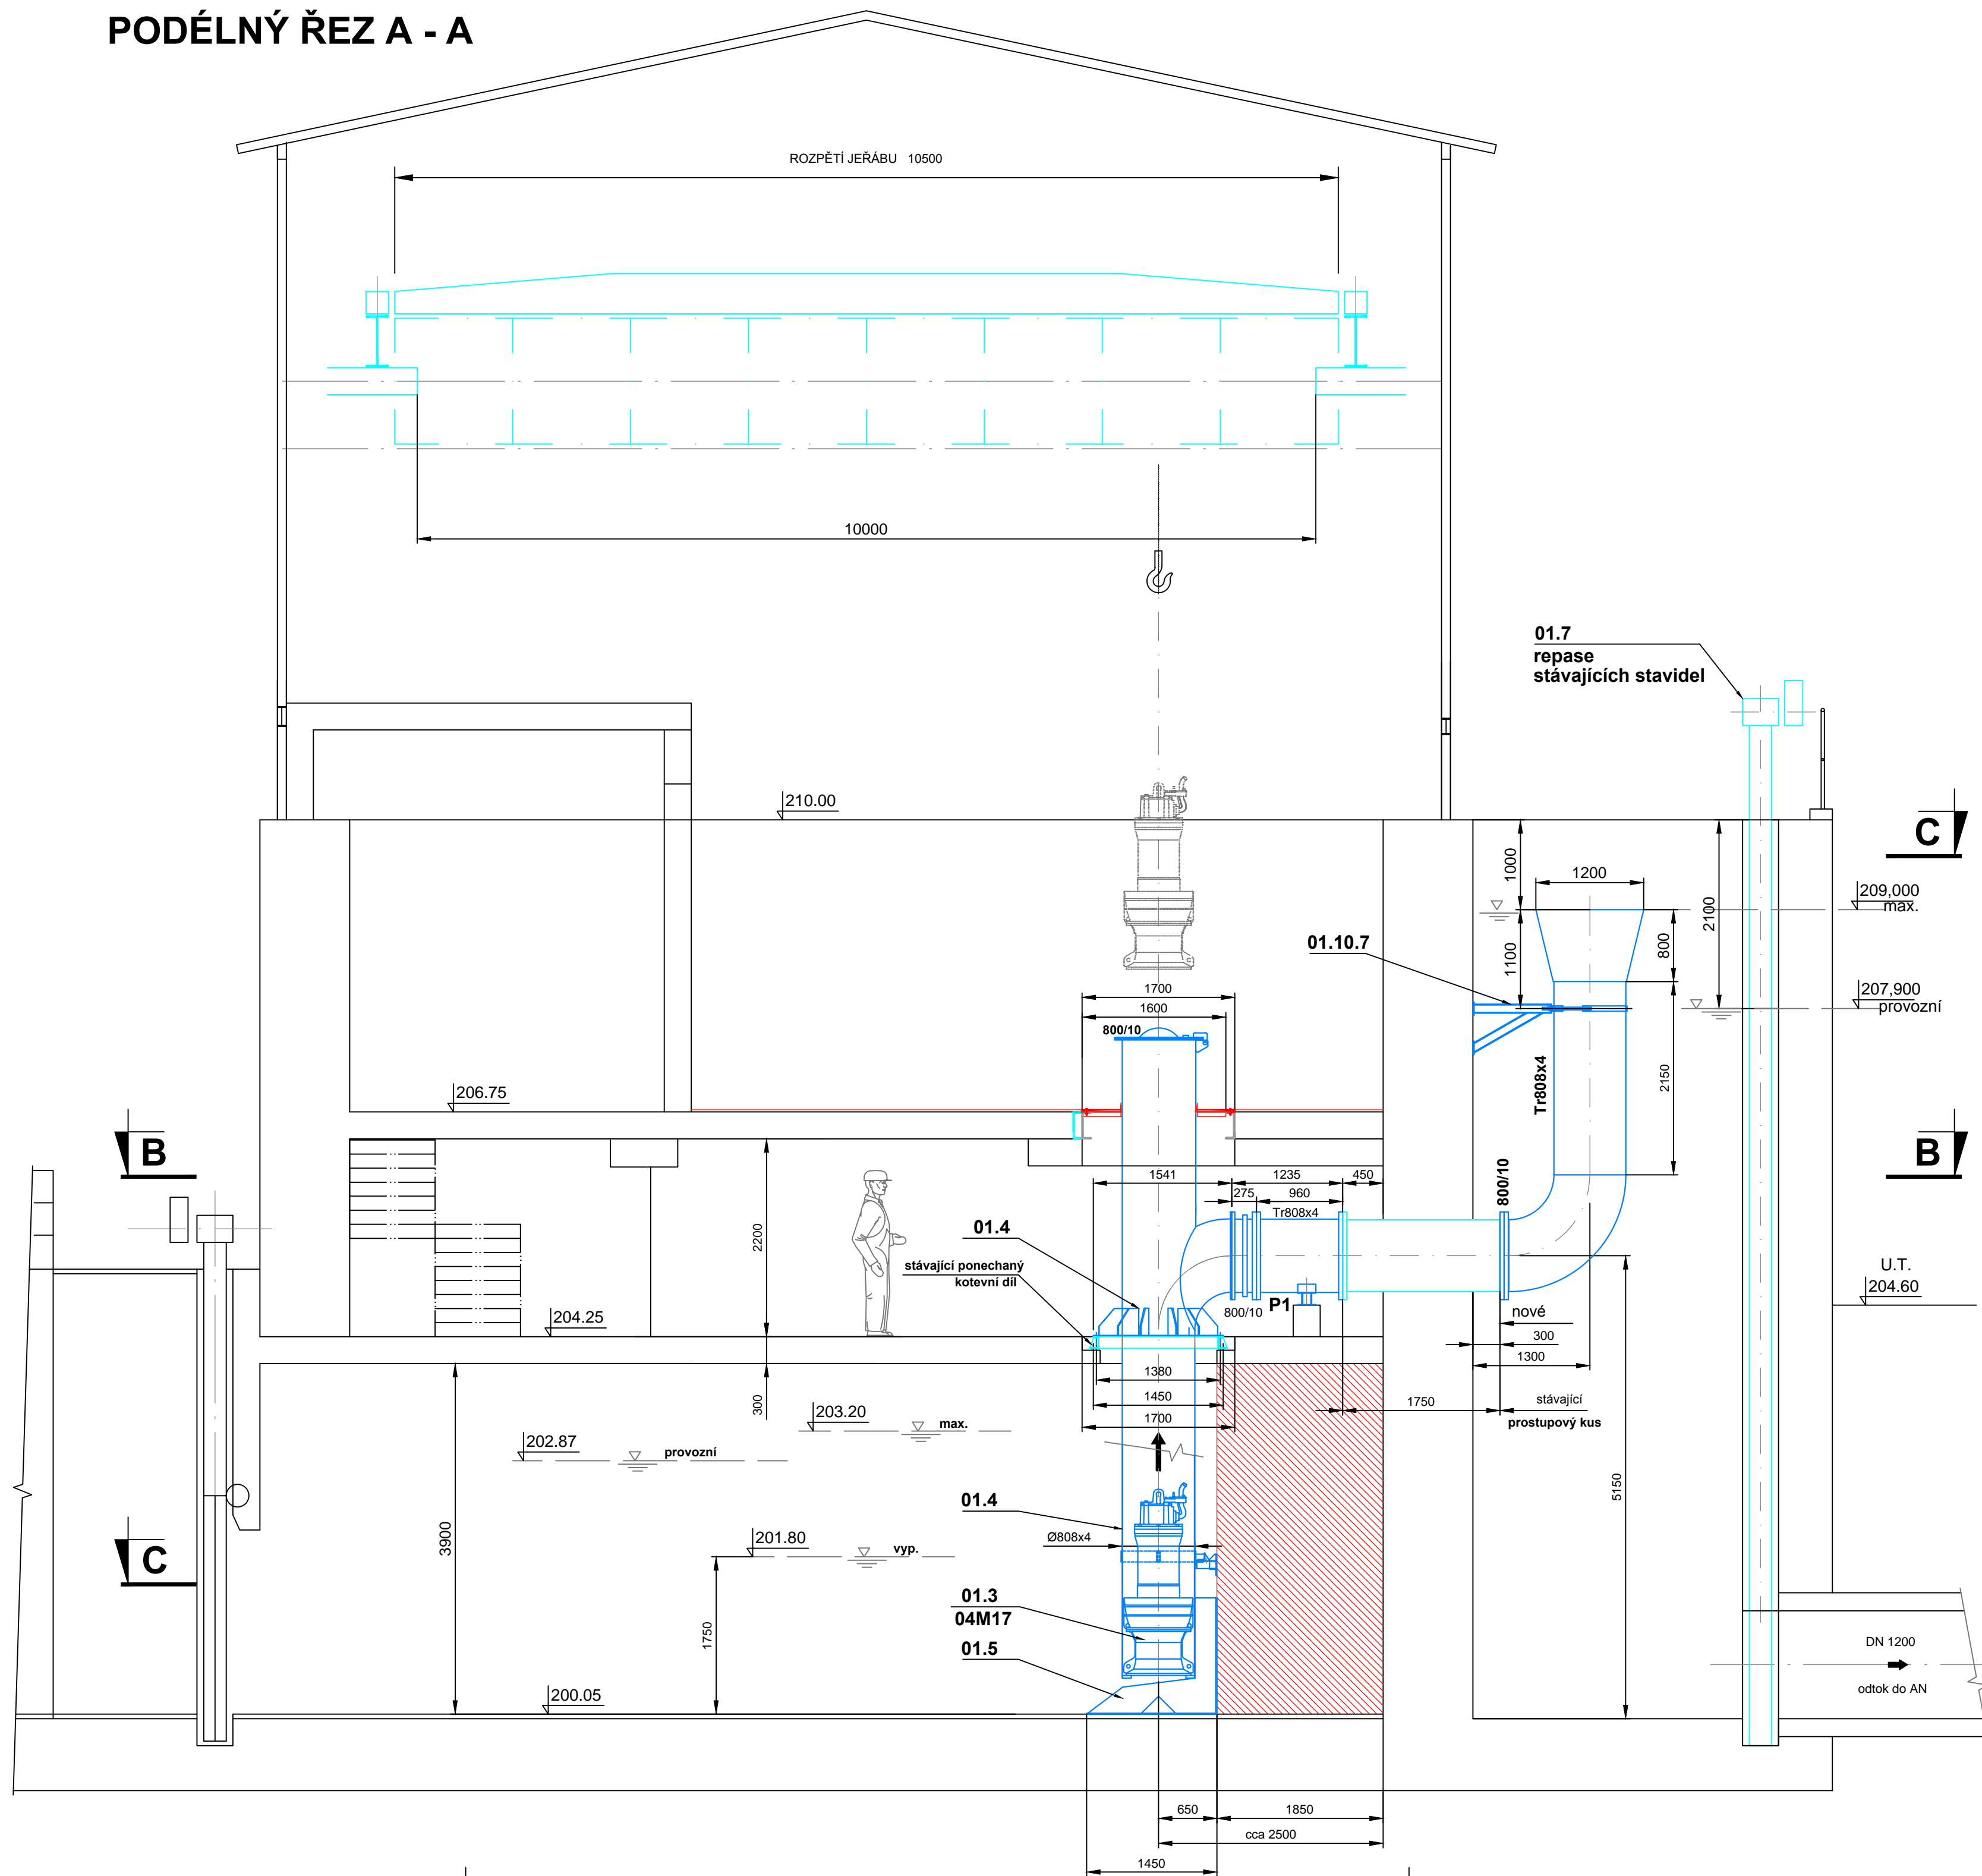 PODÉLNÝ ŘEZ A - A
ROZPĚTÍ JEŘÁBU 10500
10000
01.7
repase
stávajících stavidel
210.00
C
1000
1200
2100
209,000
max.
01.10.7
1100
800
1700
1600
800/10
207,900
provozní
206.75
Tr808x4
2150
B
B
1541
1235
450
275
960
Tr808x4
800/10
2200
01.4
stávající ponechaný
kotevní díl
800/10
P1
U.T.
204.60
204.25
nové
300
1300
1380
1450
1700
300
1750
stávající
prostupový kus
203.20
max.
202.87
provozní
5150
01.4
3900
Ø808x4
201.80
vyp.
C
01.3
04M17
01.5
1750
DN 1200
odtok do AN
200.05
650
1850
cca 2500
1450